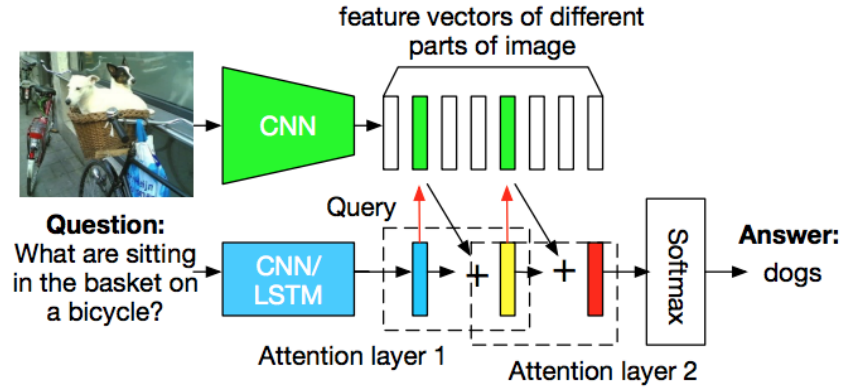 feature vectors of different
parts of image
CNN
Query
Question:
What are sitting
in the basket on
a bicycle?
CNN/
LSTM
+
+
Softmax
Answer:
dogs
Attention layer 1
Attention layer 2